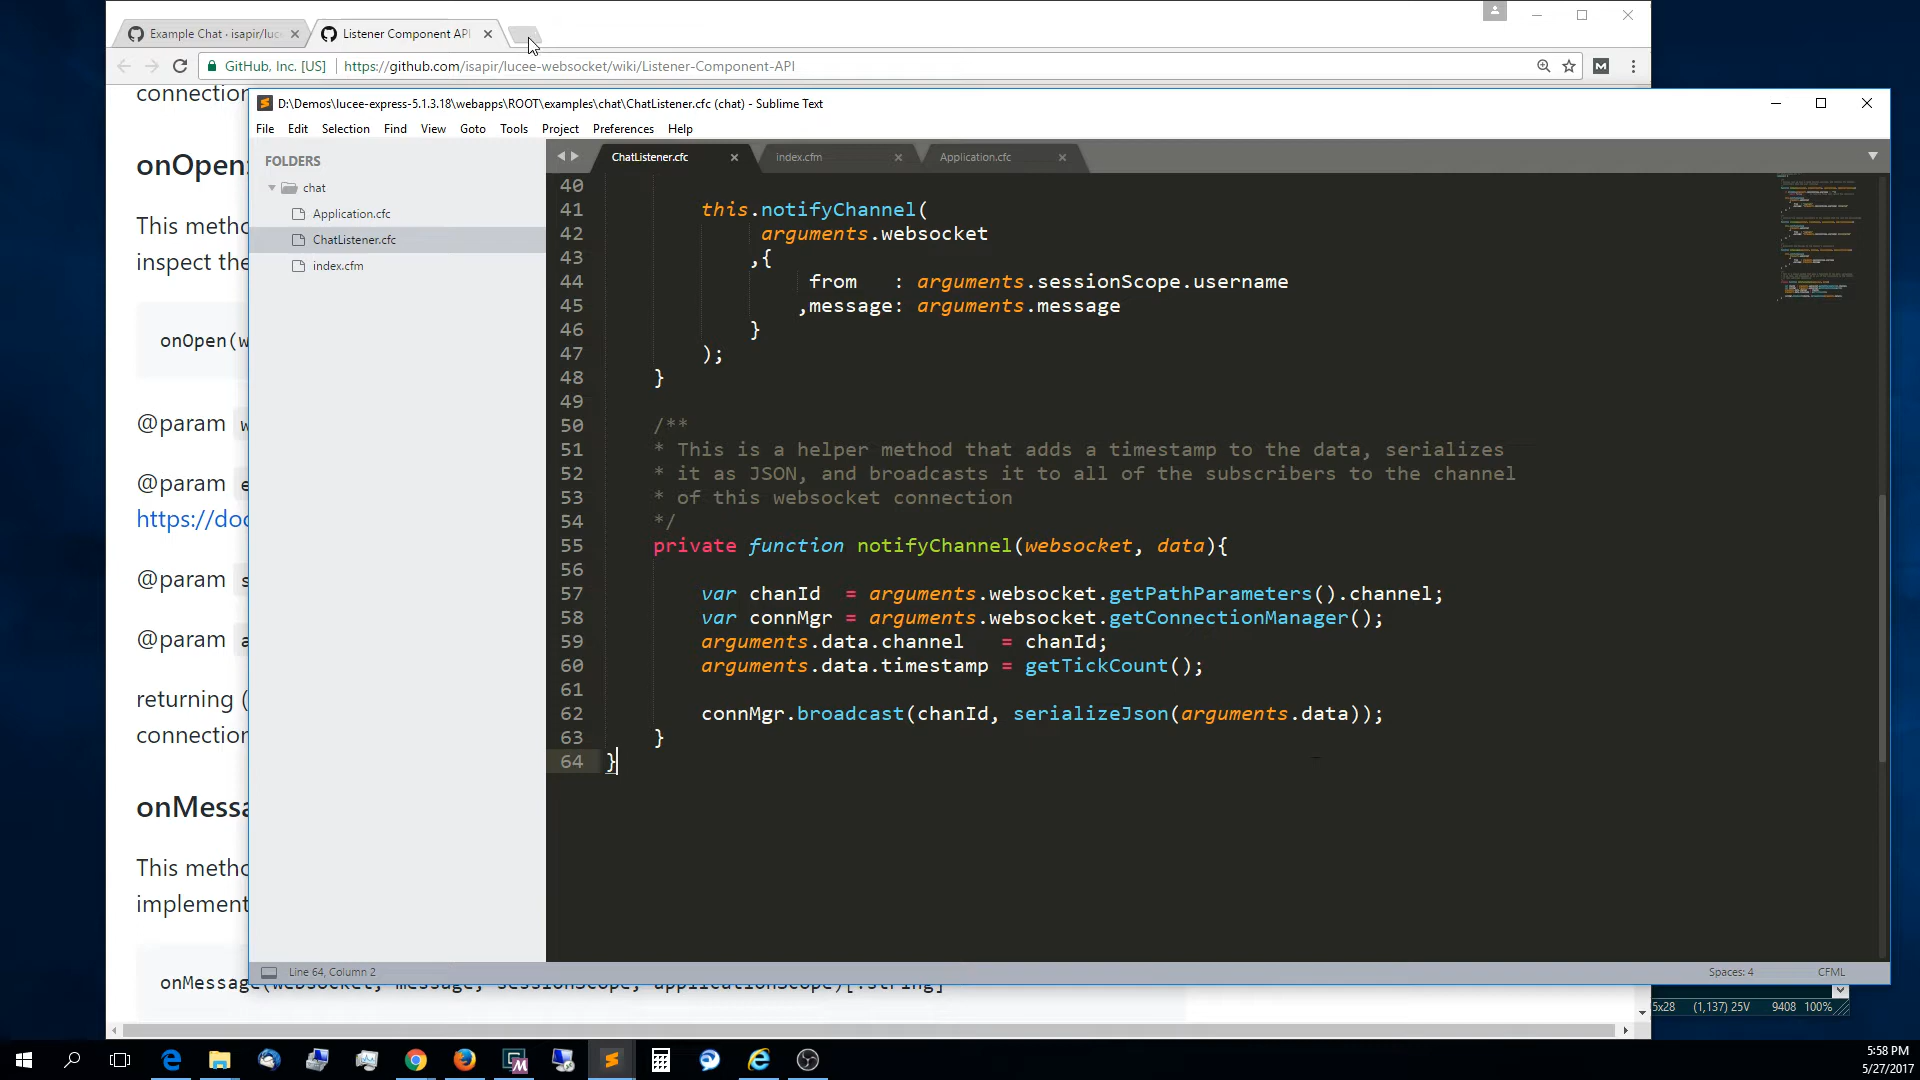 Example Chat · isapir/luc
Listener Component API
GitHub, Inc. [US]
https://github.com/isapir/lucee-websocket/wiki/Listener-Component-API
connection
onOpen:
This metho
inspect the
onOpen(w
@param w
@param e
https://doc
@param s
@param a
returning (
connection
onMessa
This metho
implement
onMessage(websocket, message, sessionScope, applicationScope)[:string]
D:\Demos\lucee-express-5.1.3.18\webapps\ROOT\examples\chat\ChatListener.cfc (chat) - Sublime Text
File Edit Selection Find View Goto Tools Project Preferences Help
FOLDERS
chat
Application.cfc
ChatListener.cfc
index.cfm
ChatListener.cfc
index.cfm
Application.cfc
40
41 this.notifyChannel(
42 arguments.websocket
43 ,{
44 from : arguments.sessionScope.username
45 ,message: arguments.message
46 }
47 );
48 }
49
50 /**
51 * This is a helper method that adds a timestamp to the data, serializes
52 * it as JSON, and broadcasts it to all of the subscribers to the channel
53 * of this websocket connection
54 */
55 private function notifyChannel(websocket, data){
56
57 var chanId = arguments.websocket.getPathParameters().channel;
58 var connMgr = arguments.websocket.getConnectionManager();
59 arguments.data.channel = chanId;
60 arguments.data.timestamp = getTickCount();
61
62 connMgr.broadcast(chanId, serializeJson(arguments.data));
63 }
64 }
Line 64, Column 2
Spaces: 4
CFML
5x28 (1,137) 25V 9408 100%
5:58 PM
5/27/2017